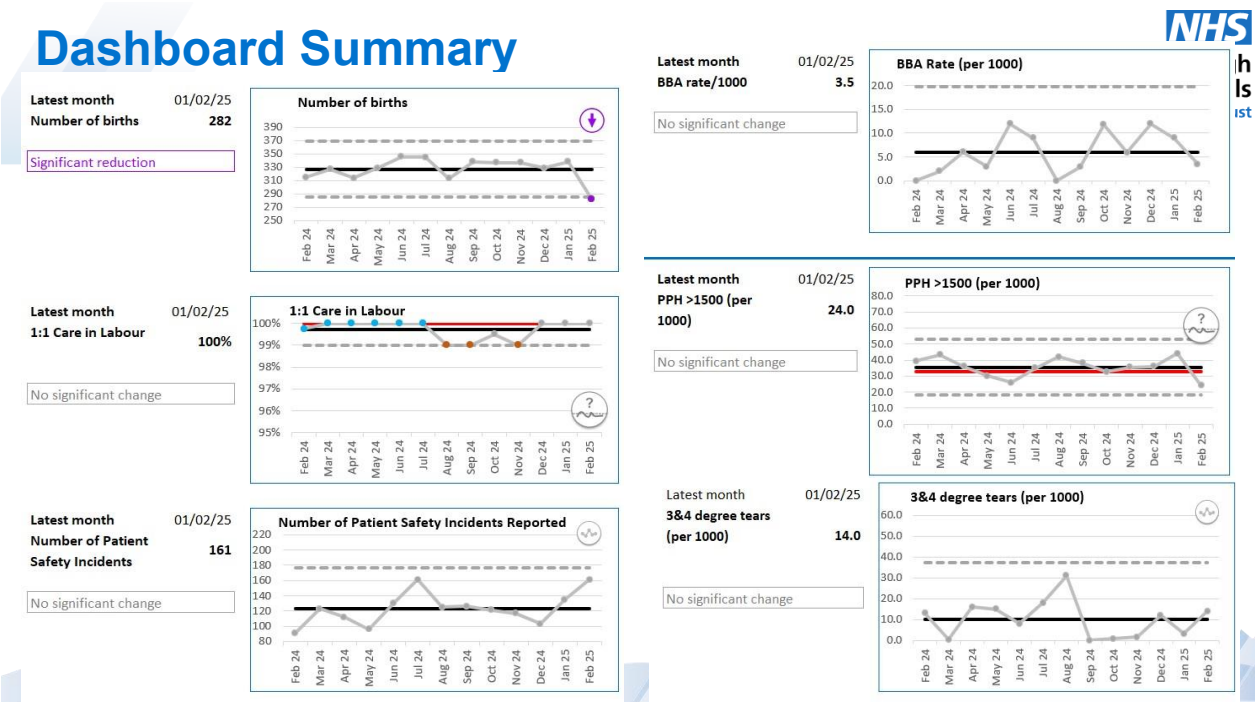 Dashboard Summary
NHS
h
ls
ust
Latest month 01/02/25
Number of births 282
Significant reduction
Number of births
390
370
350
330
310
290
270
250
Feb 24 Mar 24 Apr 24 May 24 Jun 24 Jul 24 Aug 24 Sep 24 Oct 24 Nov 24 Dec 24 Jan 25 Feb 25
Latest month 01/02/25
1:1 Care in Labour 100%
No significant change
1:1 Care in Labour
100%
99%
98%
97%
96%
95%
?
Feb 24 Mar 24 Apr 24 May 24 Jun 24 Jul 24 Aug 24 Sep 24 Oct 24 Nov 24 Dec 24 Jan 25 Feb 25
Latest month 01/02/25
Number of Patient
Safety Incidents 161
No significant change
Number of Patient Safety Incidents Reported
220
200
180
160
140
120
100
80
Feb 24 Mar 24 Apr 24 May 24 Jun 24 Jul 24 Aug 24 Sep 24 Oct 24 Nov 24 Dec 24 Jan 25 Feb 25
Latest month 01/02/25
BBA rate/1000 3.5
No significant change
BBA Rate (per 1000)
20.0
15.0
10.0
5.0
0.0
Feb 24 Mar 24 Apr 24 May 24 Jun 24 Jul 24 Aug 24 Sep 24 Oct 24 Nov 24 Dec 24 Jan 25 Feb 25
Latest month 01/02/25
PPH >1500 (per
1000) 24.0
No significant change
PPH >1500 (per 1000)
80.0
70.0
60.0
50.0
40.0
30.0
20.0
10.0
0.0
?
Feb 24 Mar 24 Apr 24 May 24 Jun 24 Jul 24 Aug 24 Sep 24 Oct 24 Nov 24 Dec 24 Jan 25 Feb 25
Latest month 01/02/25
3&4 degree tears
(per 1000) 14.0
No significant change
3&4 degree tears (per 1000)
60.0
50.0
40.0
30.0
20.0
10.0
0.0
Feb 24 Mar 24 Apr 24 May 24 Jun 24 Jul 24 Aug 24 Sep 24 Oct 24 Nov 24 Dec 24 Jan 25 Feb 25